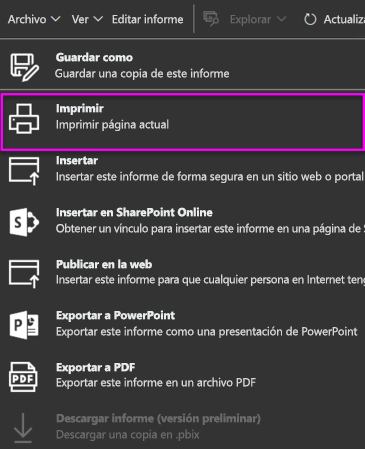 Archivo Ver Editar informe Explorar Actualiza
Guardar como
Guardar una copia de este informe
Imprimir
Imprimir página actual
Insertar
Insertar este informe de forma segura en un sitio web o portal
Insertar en SharePoint Online
Obtener un vínculo para insertar este informe en una página de S
Publicar en la web
Insertar este informe para que cualquier persona en Internet teng
Exportar a PowerPoint
Exportar este informe como una presentación de PowerPoint
Exportar a PDF
Exportar este informe en un archivo PDF
Descargar informe (versión preliminar)
Descargar una copia en .pbix